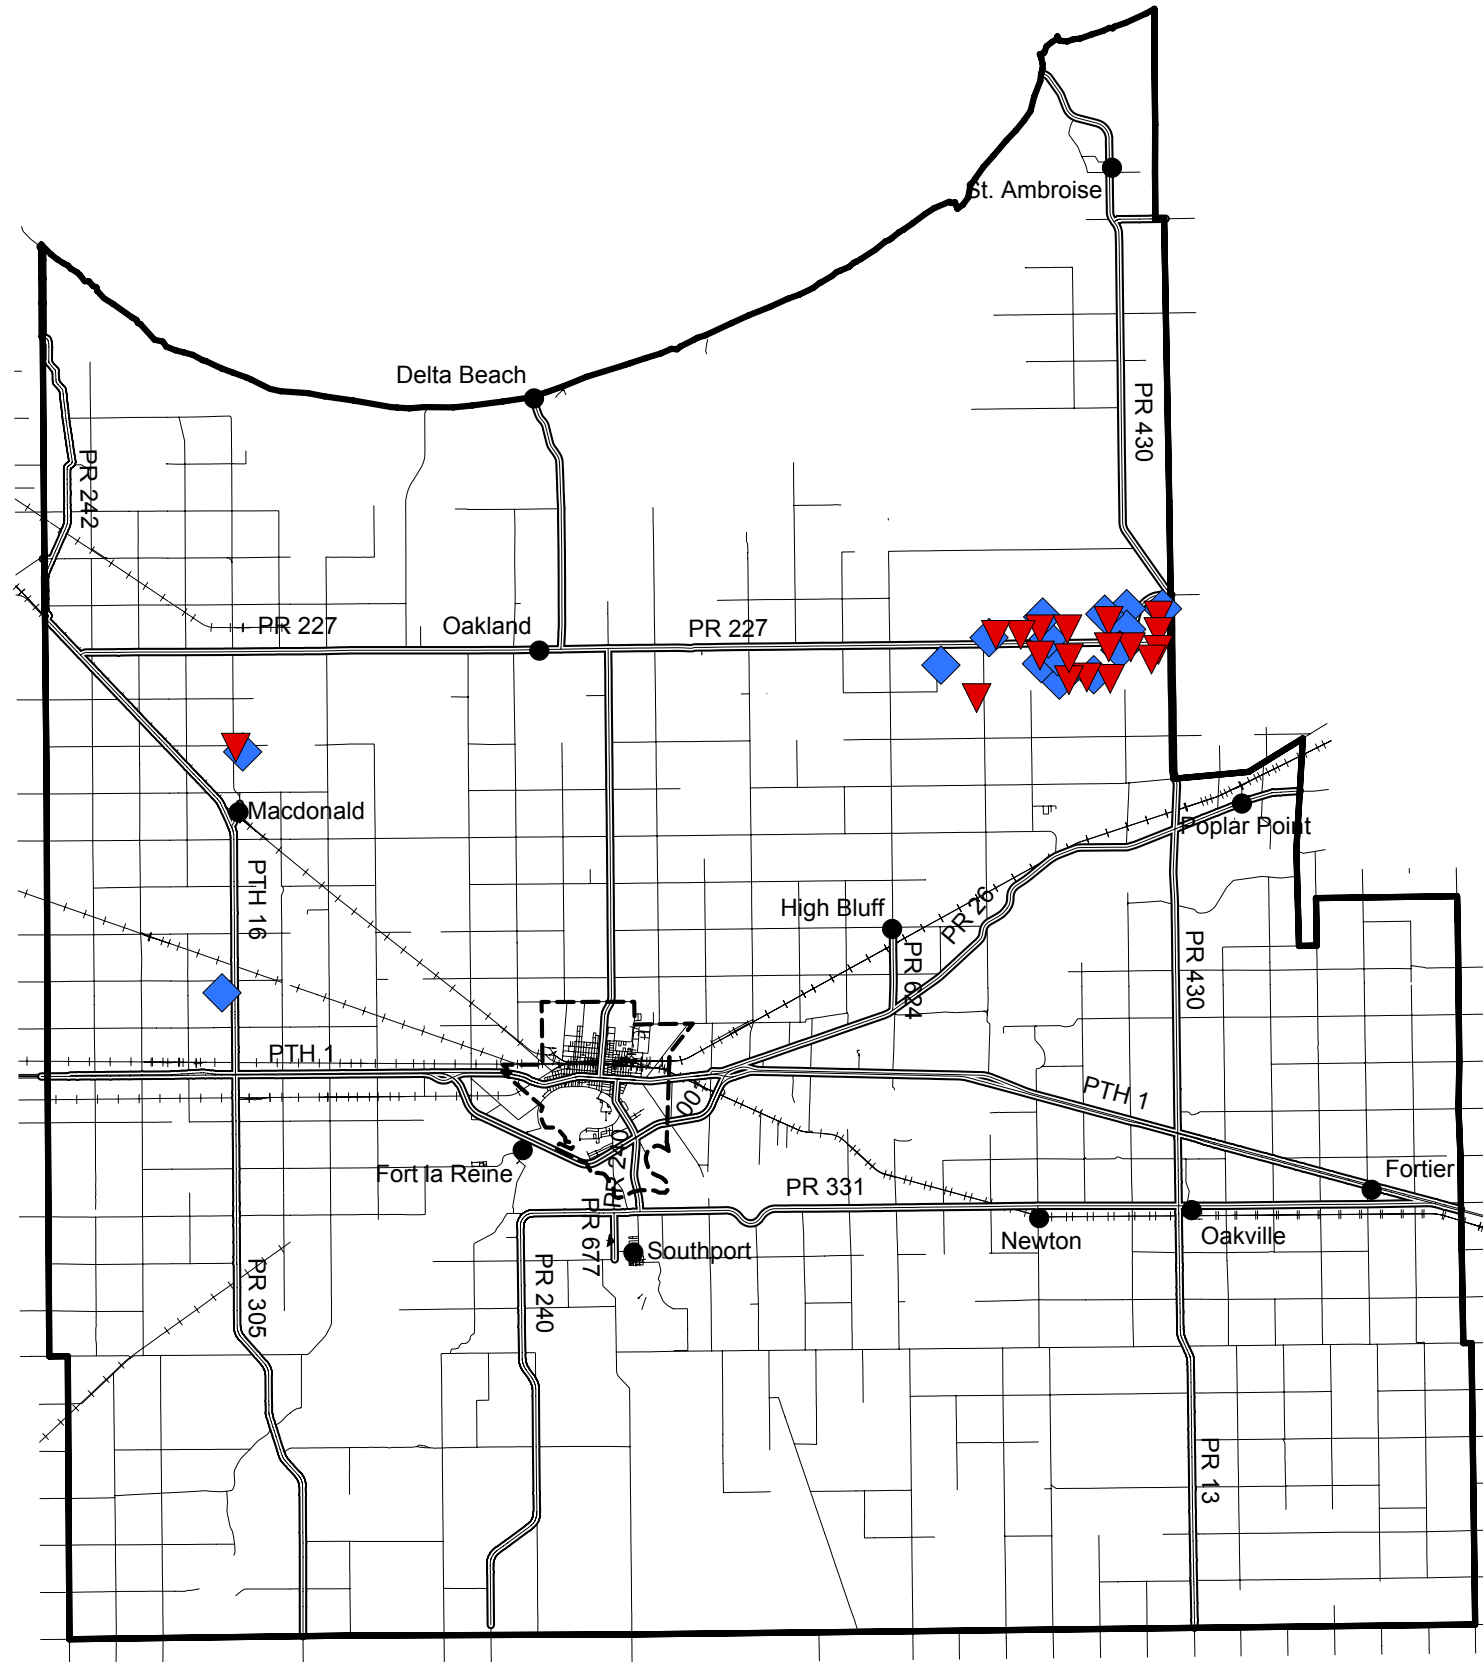 St. Ambroise
Delta Beach
PR 430
PR 242
PR 227
Oakland
PR 227
Macdonald
Poplar Point
PTH 16
High Bluff
PR 26
PR 624
PR 430
PTH 1
PTH 1
PR 240
Fort la Reine
Fortier
PR 331
PR 677
Newton
Oakville
Southport
PR 305
PR 240
PR 13